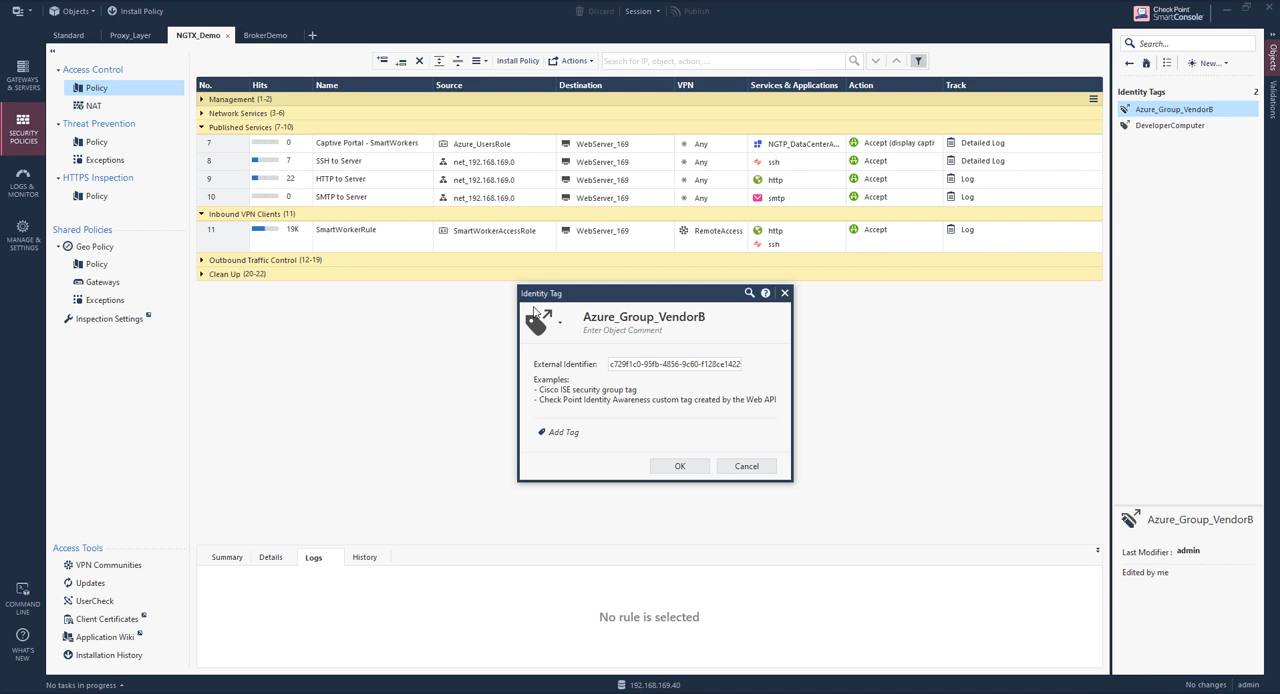 Objects
Install Policy
Discard
Session
Publish
Check Point
SmartConsole
Standard
Proxy_Layer
NGTX_Demo
BrokerDemo
GATEWAYS
& SERVERS
SECURITY
POLICIES
LOGS &
MONITOR
MANAGE &
SETTINGS
COMMAND
LINE
WHAT'S
NEW
Access Control
Policy
NAT
Threat Prevention
Policy
Exceptions
HTTPS Inspection
Policy
Shared Policies
Geo Policy
Policy
Gateways
Exceptions
Inspection Settings
Access Tools
VPN Communities
Updates
UserCheck
Client Certificates
Application Wiki
Installation History
Install Policy
Actions
Search for IP, object, action, ...
No. Hits Name Source Destination VPN Services & Applications Action Track
Management (1-2)
Network Services (3-6)
Published Services (7-10)
7 0 Captive Portal - SmartWorkers Azure_UsersRole WebServer_169 Any NGTP_DataCenterA... Accept (display capti Detailed Log
8 7 SSH to Server net_192.168.169.0 WebServer_169 Any ssh Accept Detailed Log
9 22 HTTP to Server net_192.168.169.0 WebServer_169 Any http Accept Log
10 0 SMTP to Server net_192.168.169.0 WebServer_169 Any smtp Accept Log
Inbound VPN Clients (11)
11 19K SmartWorkerRule SmartWorkerAccessRole WebServer_169 RemoteAccess http Accept Log
ssh
Outbound Traffic Control (12-19)
Clean Up (20-22)
Identity Tag
Azure_Group_VendorB
Enter Object Comment
External Identifier: c729f1c0-95fb-4856-9c60-f128ce1422
Examples:
- Cisco ISE security group tag
- Check Point Identity Awareness custom tag created by the Web API
Add Tag
OK
Cancel
Summary
Details
Logs
History
No rule is selected
Search...
New...
Identity Tags 2
Azure_Group_VendorB
DeveloperComputer
Azure_Group_VendorB
Last Modifier: admin
Edited by me
Objects
Validations
No tasks in progress
192.168.169.40
No changes
admin